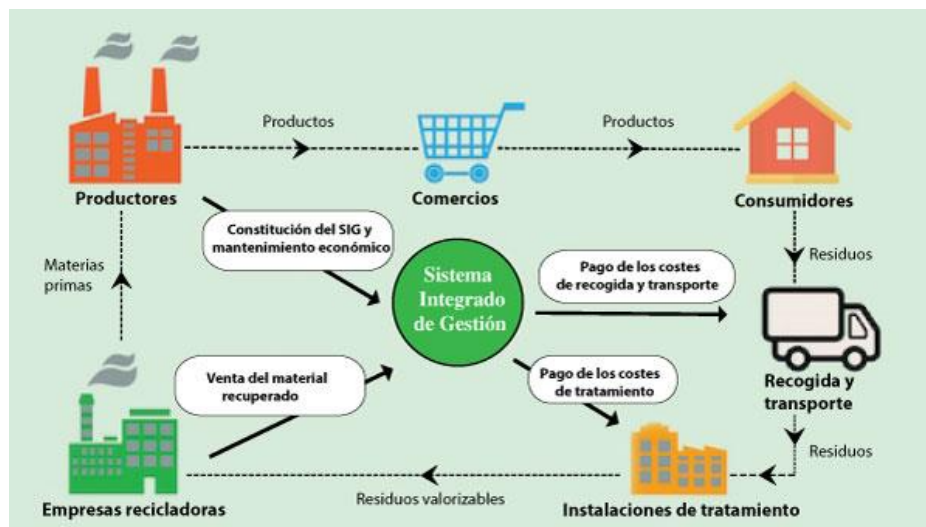 Productos
Productos
Productores
Comercios
Consumidores
Constitución del SIG y
mantenimiento económico
Materias
primas
Sistema
Integrado
de Gestión
Pago de los costes
de recogida y transporte
Residuos
Venta del material
recuperado
Pago de los costes
de tratamiento
Recogida y
transporte
Residuos
Residuos valorizables
Empresas recicladoras
Instalaciones de tratamiento